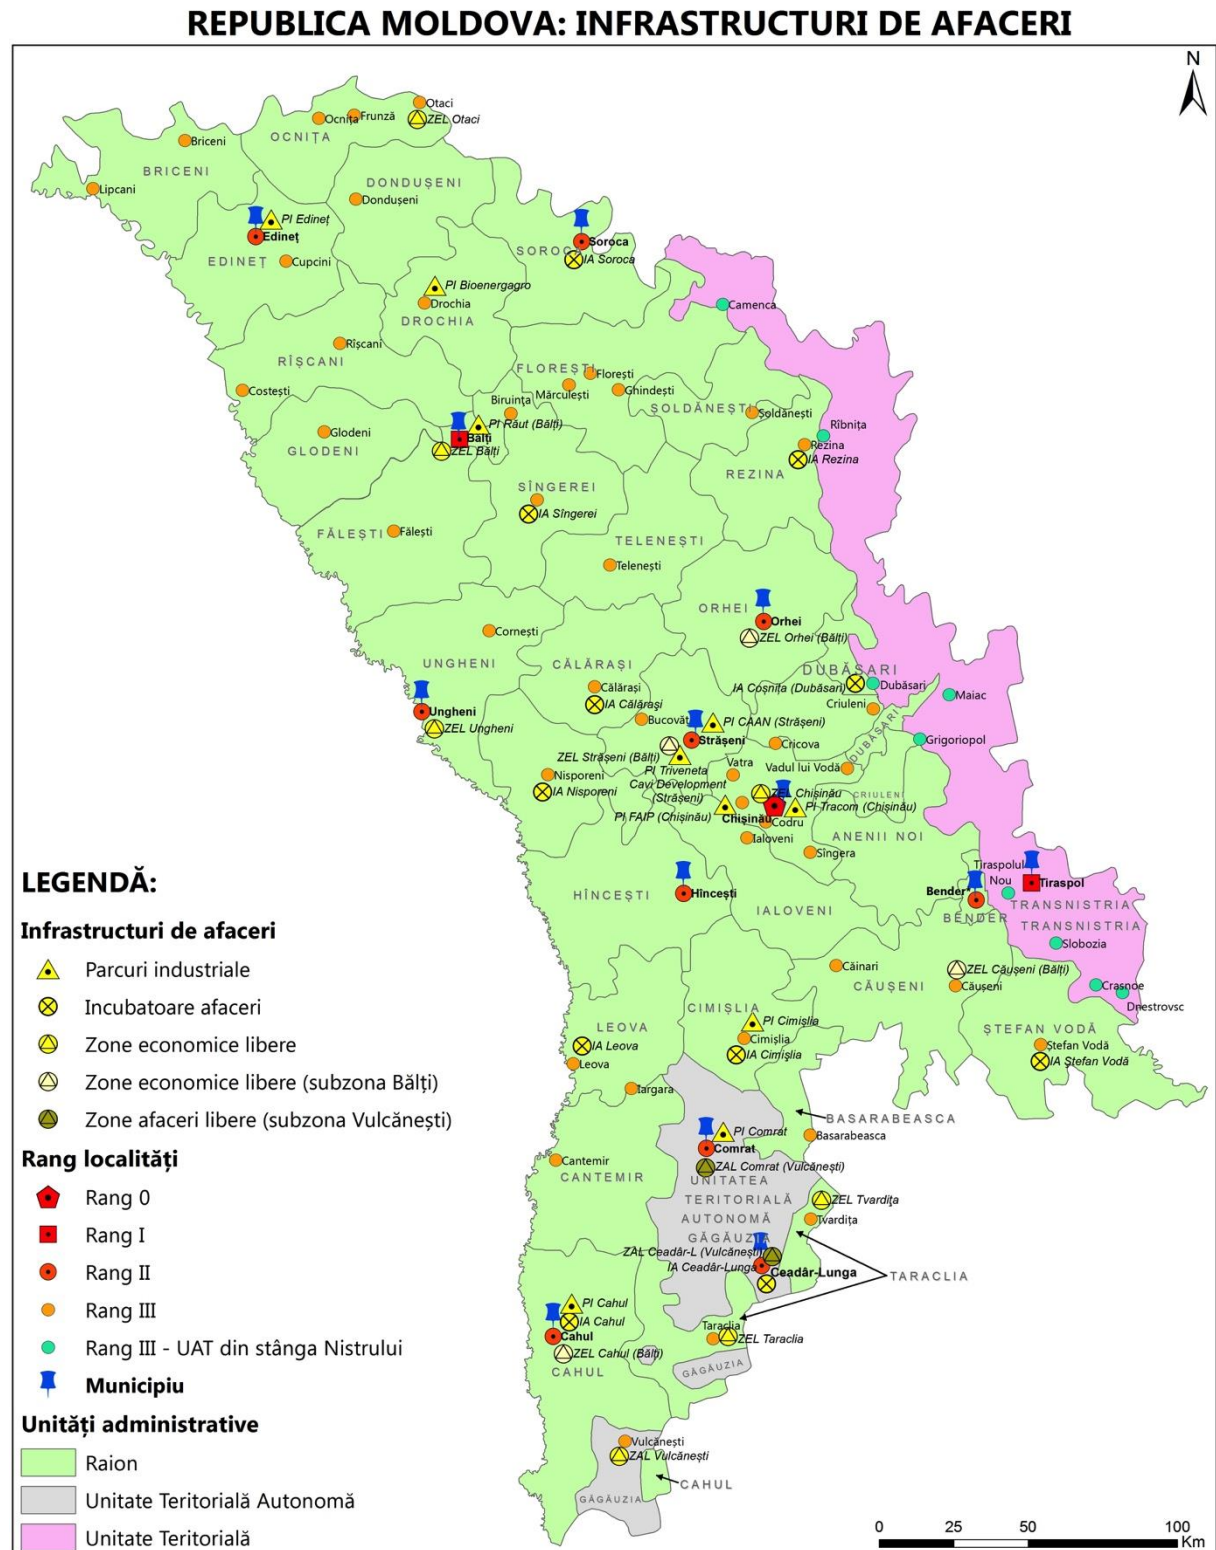 REPUBLICA MOLDOVA: INFRASTRUCTURI DE AFACERI
N
Otaci
Ocnița
Frunză
ZEL Otaci
OCNIȚA
Briceni
BRICENI
Lipcani
DONDUȘENI
Dondușeni
PI Edineț
Edineţ
EDINEȚ
Cupcini
Soroca
SOROCA
IA Soroca
PI Bioenergagro
Drochia
DROCHIA
Camenca
Rîșcani
RÎȘCANI
FLOREȘTI
Florești
Mărculești
Ghindești
Costești
Biruința
ȘOLDĂNEȘTI
Șoldănești
PI Răut (Bălți)
Bălți
ZEL Bălți
Glodeni
GLODENI
Rîbnița
Rezina
IA Rezina
REZINA
SÎNGEREI
IA Sîngerei
FĂLEȘTI
Fălești
TELENEȘTI
Telenești
ORHEI
Orhei
ZEL Orhei (Bălți)
Cornești
UNGHENI
CĂLĂRAȘI
DUBĂSARI
Călărași
IA Călărași
IA Coșnița (Dubăsari)
Dubăsari
Maiac
Criuleni
Ungheni
ZEL Ungheni
Bucovăț
PI CAAN (Strășeni)
Strășeni
Cricova
DUBĂSARI
Grigoriopol
ZEL Strășeni (Bălți)
PI Triveneta
Cavi Development
(Strășeni)
Vatra
Vadul lui Vodă
Nisporeni
IA Nisporeni
ZEL Chișinău
CRIULENI
PI Tracom (Chișinău)
PI FAIP (Chișinău)
Chișinău
Codru
Ialoveni
Sîngera
ANENII NOI
HÎNCEȘTI
Hîncești
IALOVENI
Tiraspolul
Nou
Tiraspol
Bender*
BENDER
TRANSNISTRIA
TRANSNISTRIA
Slobozia
Căinari
CĂUȘENI
ZEL Căușeni (Bălți)
Căușeni
Crasnoe
Dnestrovsc
LEOVA
IA Leova
Leova
CIMIȘLIA
PI Cimișlia
Cimișlia
IA Cimișlia
ȘTEFAN VODĂ
Ștefan Vodă
IA Ștefan Vodă
Iargara
BASARABEASCA
Basarabeasca
PI Comrat
Comrat
ZAL Comrat (Vulcănești)
Cantemir
CANTEMIR
UNITATEA
TERITORIALĂ
AUTONOMĂ
GĂGĂUZIA
ZEL Tvardița
Tvardița
ZAL Ceadâr-L (Vulcănești)
IA Ceadâr-Lunga
Ceadâr-Lunga
TARACLIA
PI Cahul
IA Cahul
Cahul
ZEL Cahul (Bălți)
CAHUL
Taraclia
ZEL Taraclia
GĂGĂUZIA
Vulcănești
ZAL Vulcănești
CAHUL
GĂGĂUZIA
LEGENDĂ:
Infrastructuri de afaceri
Parcuri industriale
Incubatoare afaceri
Zone economice libere
Zone economice libere (subzona Bălți)
Zone afaceri libere (subzona Vulcănești)
Rang localități
Rang 0
Rang I
Rang II
Rang III
Rang III - UAT din stânga Nistrului
Municipiu
Unități administrative
Raion
Unitate Teritorială Autonomă
Unitate Teritorială
0 25 50 100
Km